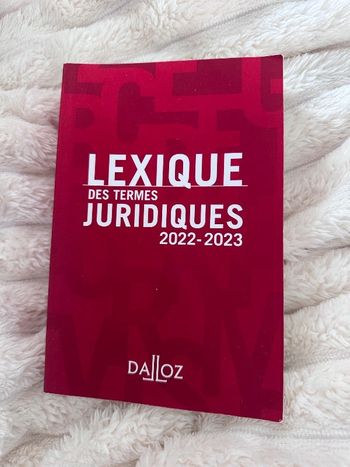 LEXIQUE
DES TERMES
JURIDIQUES
2022-2023
DALLOZ